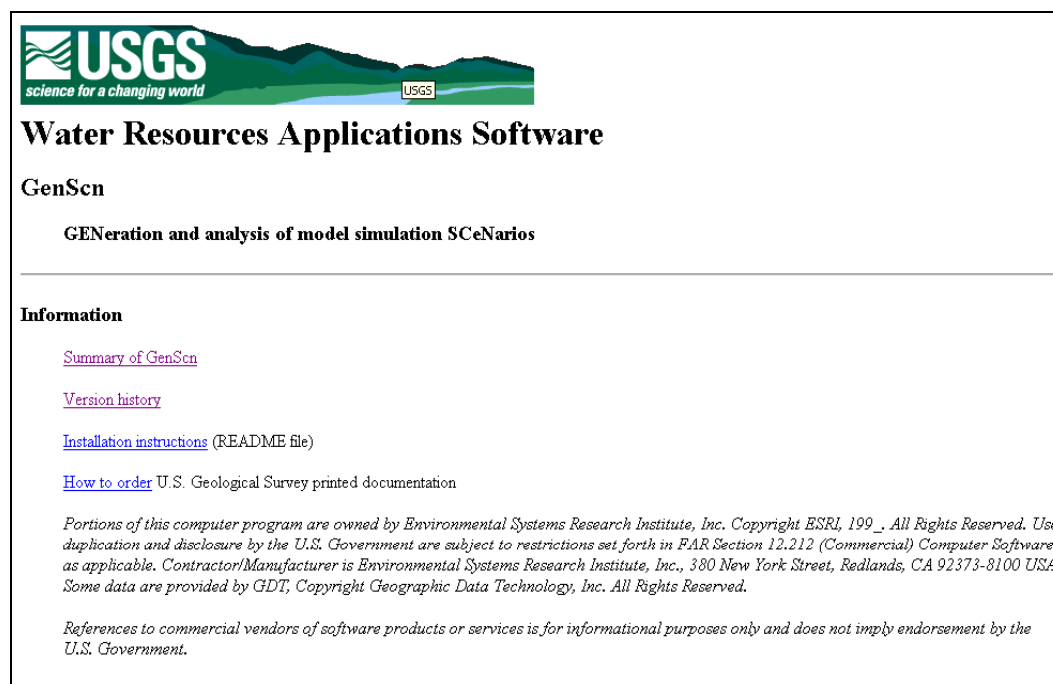 USGS
science for a changing world
USGS
Water Resources Applications Software
GenScn
GENeration and analysis of model simulation SCeNarios
Information
Summary of GenScn
Version history
Installation instructions (README file)
How to order U.S. Geological Survey printed documentation
Portions of this computer program are owned by Environmental Systems Research Institute, Inc. Copyright ESRI, 199_. All Rights Reserved. Use
duplication and disclosure by the U.S. Government are subject to restrictions set forth in FAR Section 12.212 (Commercial) Computer Software
as applicable. Contractor/Manufacturer is Environmental Systems Research Institute, Inc., 380 New York Street, Redlands, CA 92373-8100 USA
Some data are provided by GDT, Copyright Geographic Data Technology, Inc. All Rights Reserved.
References to commercial vendors of software products or services is for informational purposes only and does not imply endorsement by the
U.S. Government.